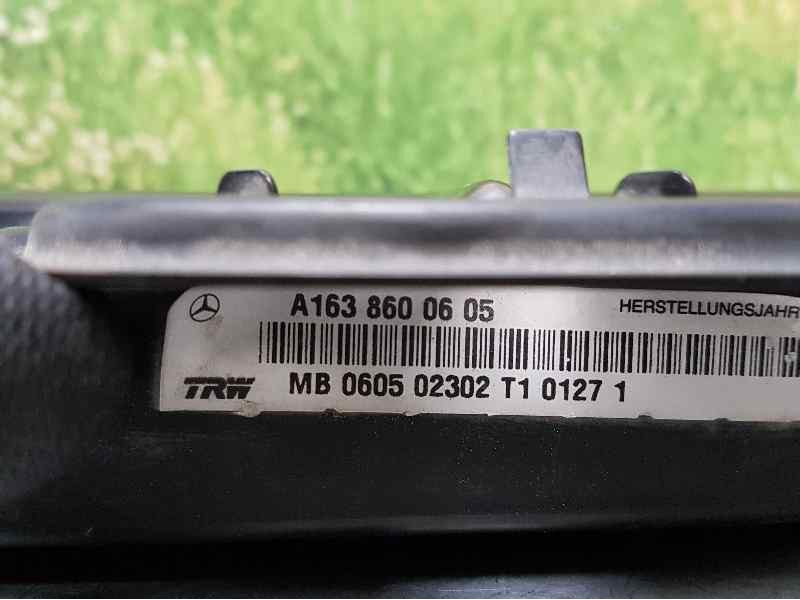 A163 860 06 05
HERSTELLUNGSJAHR
TRW
MB 0605 02302 T1 0127 1